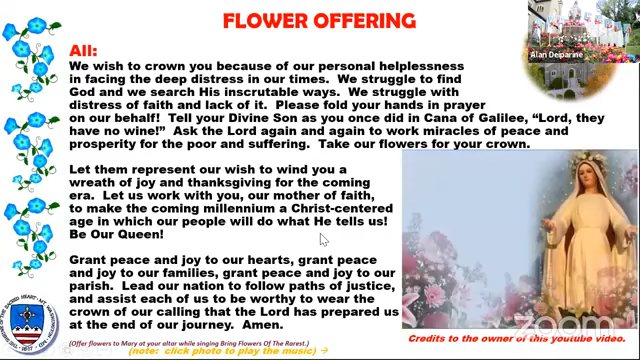 FLOWER OFFERING
Alan Deiparine
All:
We wish to crown you because of our personal helplessness
in facing the deep distress in our times. We struggle to find
God and we search His inscrutable ways. We struggle with
distress of faith and lack of it. Please fold your hands in prayer
on our behalf! Tell your Divine Son as you once did in Cana of Galilee, “Lord, they
have no wine!” Ask the Lord again and again to work miracles of peace and
prosperity for the poor and suffering. Take our flowers for your crown.
Let them represent our wish to wind you a
wreath of joy and thanksgiving for the coming
era. Let us work with you, our mother of faith,
to make the coming millennium a Christ-centered
age in which our people will do what He tells us!
Be Our Queen!
Grant peace and joy to our hearts, grant peace
and joy to our families, grant peace and joy to our
parish. Lead our nation to follow paths of justice,
and assist each of us to be worthy to wear the
crown of our calling that the Lord has prepared us
at the end of our journey. Amen.
zoom
Credits to the owner of this youtube video.
(Offer flowers to Mary at your altar while singing Bring Flowers Of The Rarest.)
(note: click photo to play the music) →